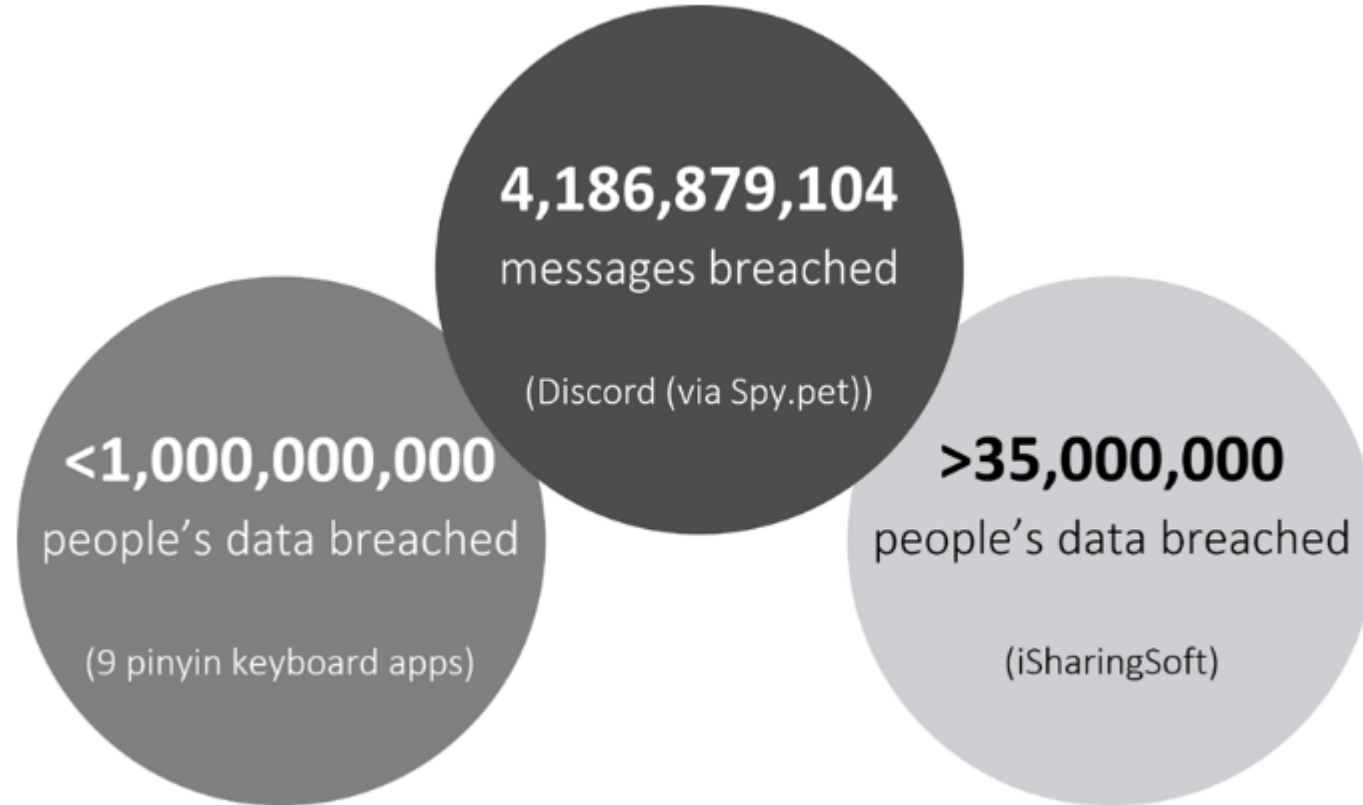 4,186,879,104
messages breached
(Discord (via Spy.pet))
<1,000,000,000
people’s data breached
(9 pinyin keyboard apps)
>35,000,000
people’s data breached
(iSharingSoft)